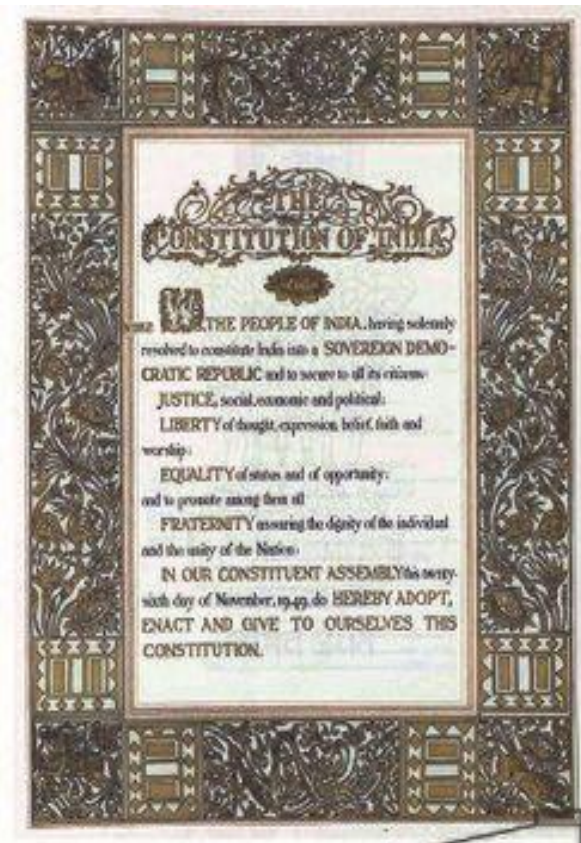 THE
CONSTITUTION OF INDIA
WE, THE PEOPLE OF INDIA, having solemnly
resolved to constitute India into a SOVEREIGN DEMO-
CRATIC REPUBLIC and to secure to all its citizens:
JUSTICE, social, economic and political;
LIBERTY of thought, expression, belief, faith and
worship;
EQUALITY of status and of opportunity;
and to promote among them all
FRATERNITY assuring the dignity of the individual
and the unity of the Nation;
IN OUR CONSTITUENT ASSEMBLY this twenty-
sixth day of November, 1949, do HEREBY ADOPT,
ENACT AND GIVE TO OURSELVES THIS
CONSTITUTION.